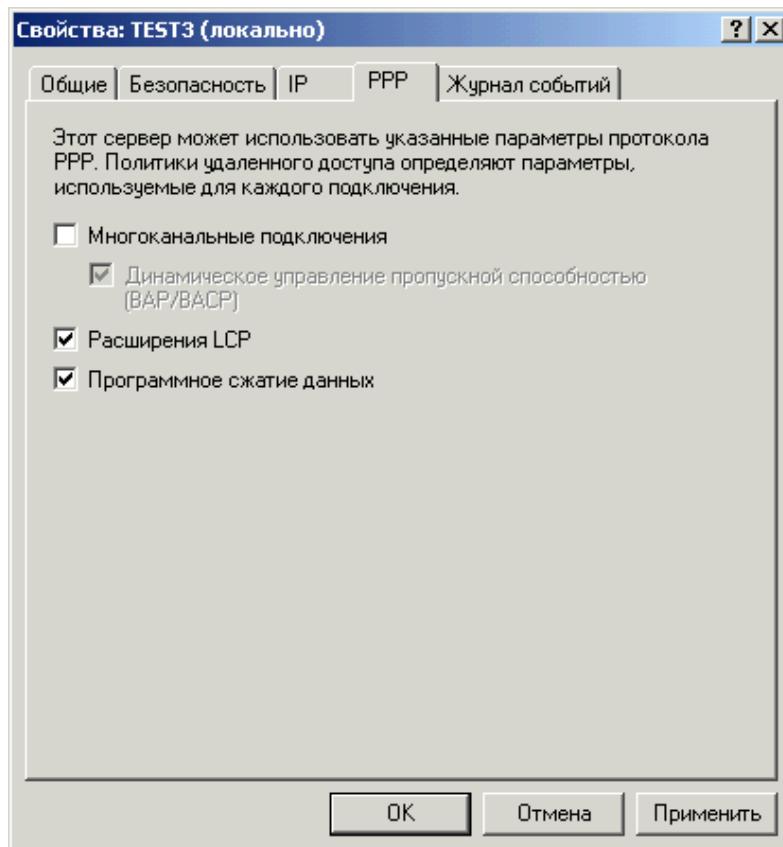 Свойства: TEST3 (локально)
Общие Безопасность IP PPP Журнал событий
Этот сервер может использовать указанные параметры протокола
PPP. Политики удаленного доступа определяют параметры,
используемые для каждого подключения.
Многоканальные подключения
Динамическое управление пропускной способностью
(BAP/BACP)
Расширения LCP
Программное сжатие данных
OK Отмена Применить